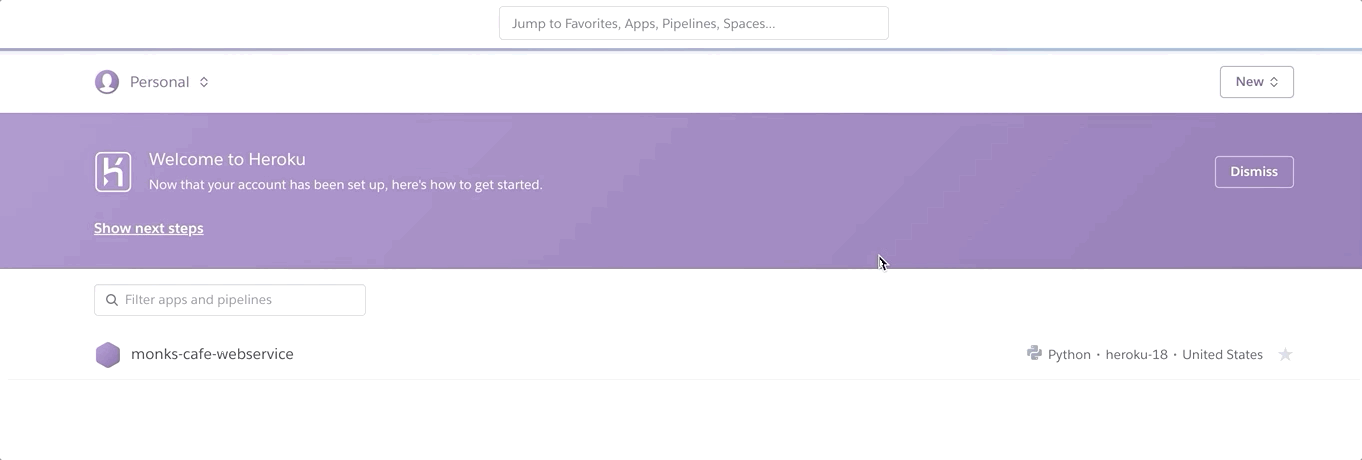 Jump to Favorites, Apps, Pipelines, Spaces...
Personal
New
Welcome to Heroku
Now that your account has been set up, here's how to get started.
Dismiss
Show next steps
Filter apps and pipelines
monks-cafe-webservice
Python · heroku-18 · United States